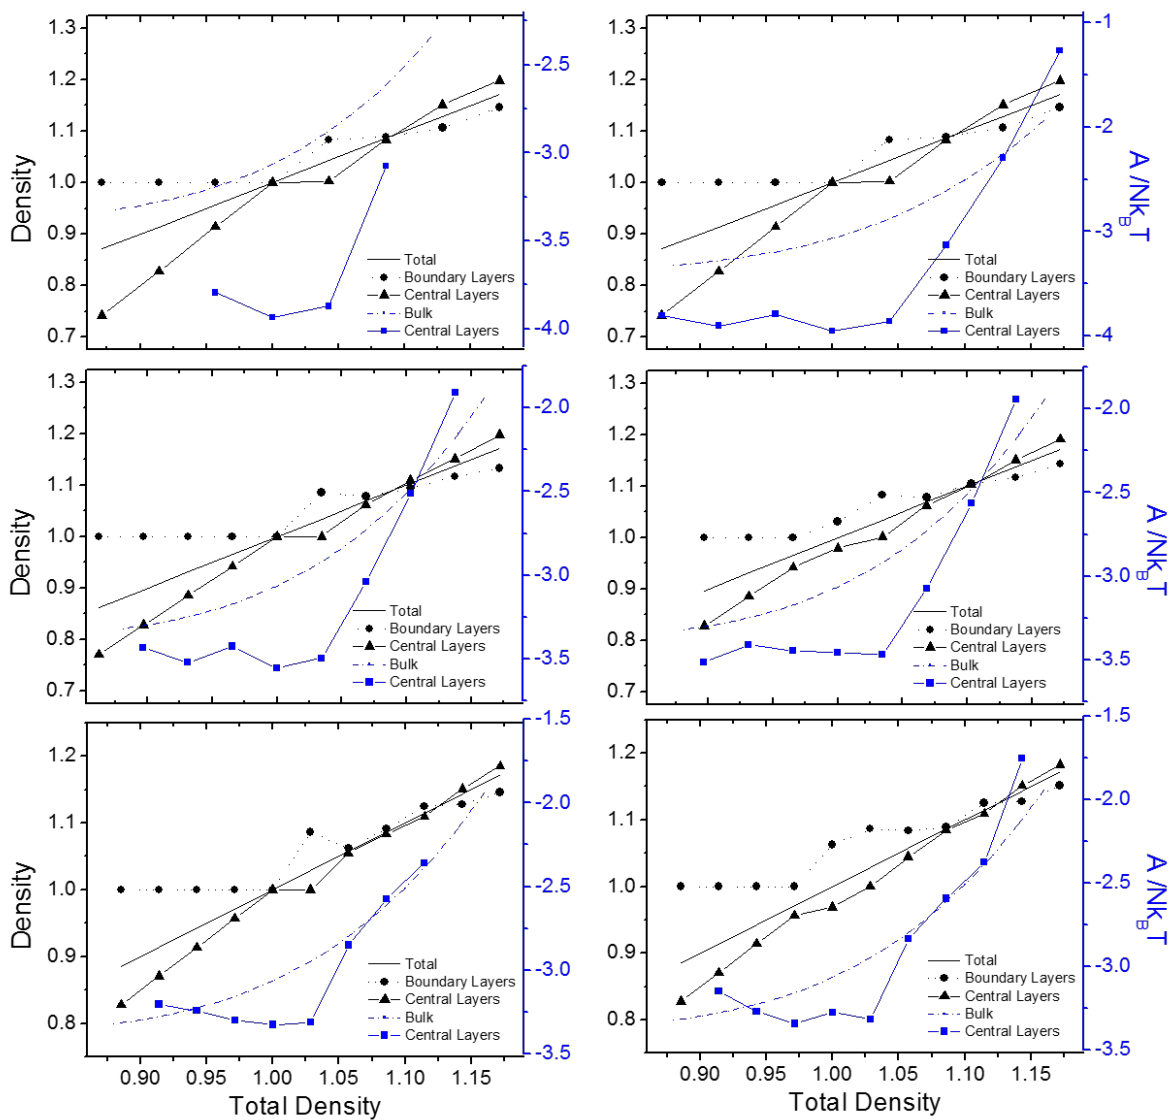 1.3
1.2
1.1
1.0
0.9
0.8
0.7
Density
-2.5
-3.0
-3.5
-4.0
Total
Boundary Layers
Central Layers
Bulk
Central Layers
1.3
1.2
1.1
1.0
0.9
0.8
0.7
-1
-2
-3
-4
A /Nk_B T
Total
Boundary Layers
Central Layers
Bulk
Central Layers
1.3
1.2
1.1
1.0
0.9
0.8
0.7
Density
-2.0
-2.5
-3.0
-3.5
Total
Boundary Layers
Central Layers
Bulk
Central Layers
1.3
1.2
1.1
1.0
0.9
0.8
0.7
-2.0
-2.5
-3.0
-3.5
A /Nk_B T
Total
Boundary Layers
Central Layers
Bulk
Central Layers
1.2
1.1
1.0
0.9
0.8
Density
-1.5
-2.0
-2.5
-3.0
-3.5
Total
Boundary Layers
Central Layers
Bulk
Central Layers
0.90 0.95 1.00 1.05 1.10 1.15
Total Density
1.2
1.1
1.0
0.9
0.8
-1.5
-2.0
-2.5
-3.0
-3.5
A /Nk_B T
Total
Boundary Layers
Central Layers
Bulk
Central Layers
0.90 0.95 1.00 1.05 1.10 1.15
Total Density